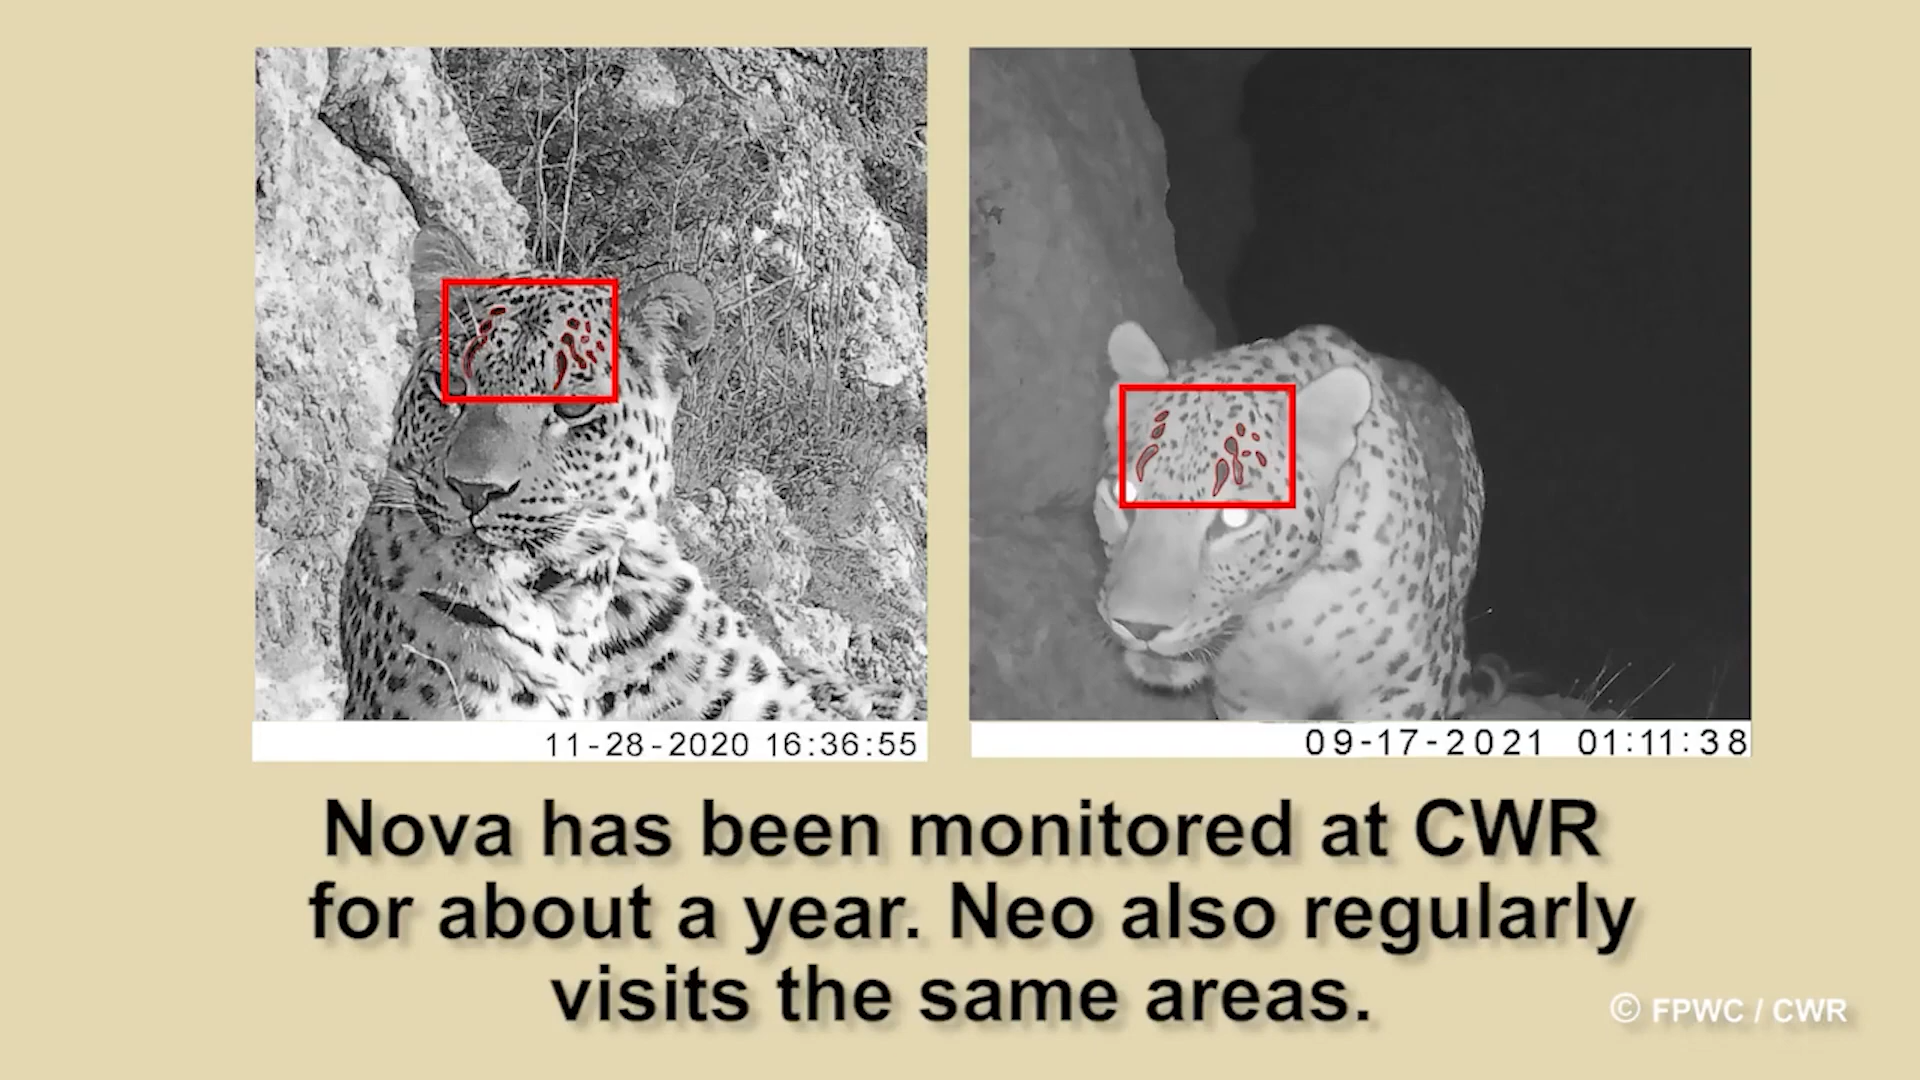 11-28-2020 16:36:55
09-17-2021 01:11:38
Nova has been monitored at CWR
for about a year. Neo also regularly
visits the same areas.
© FPWC / CWR